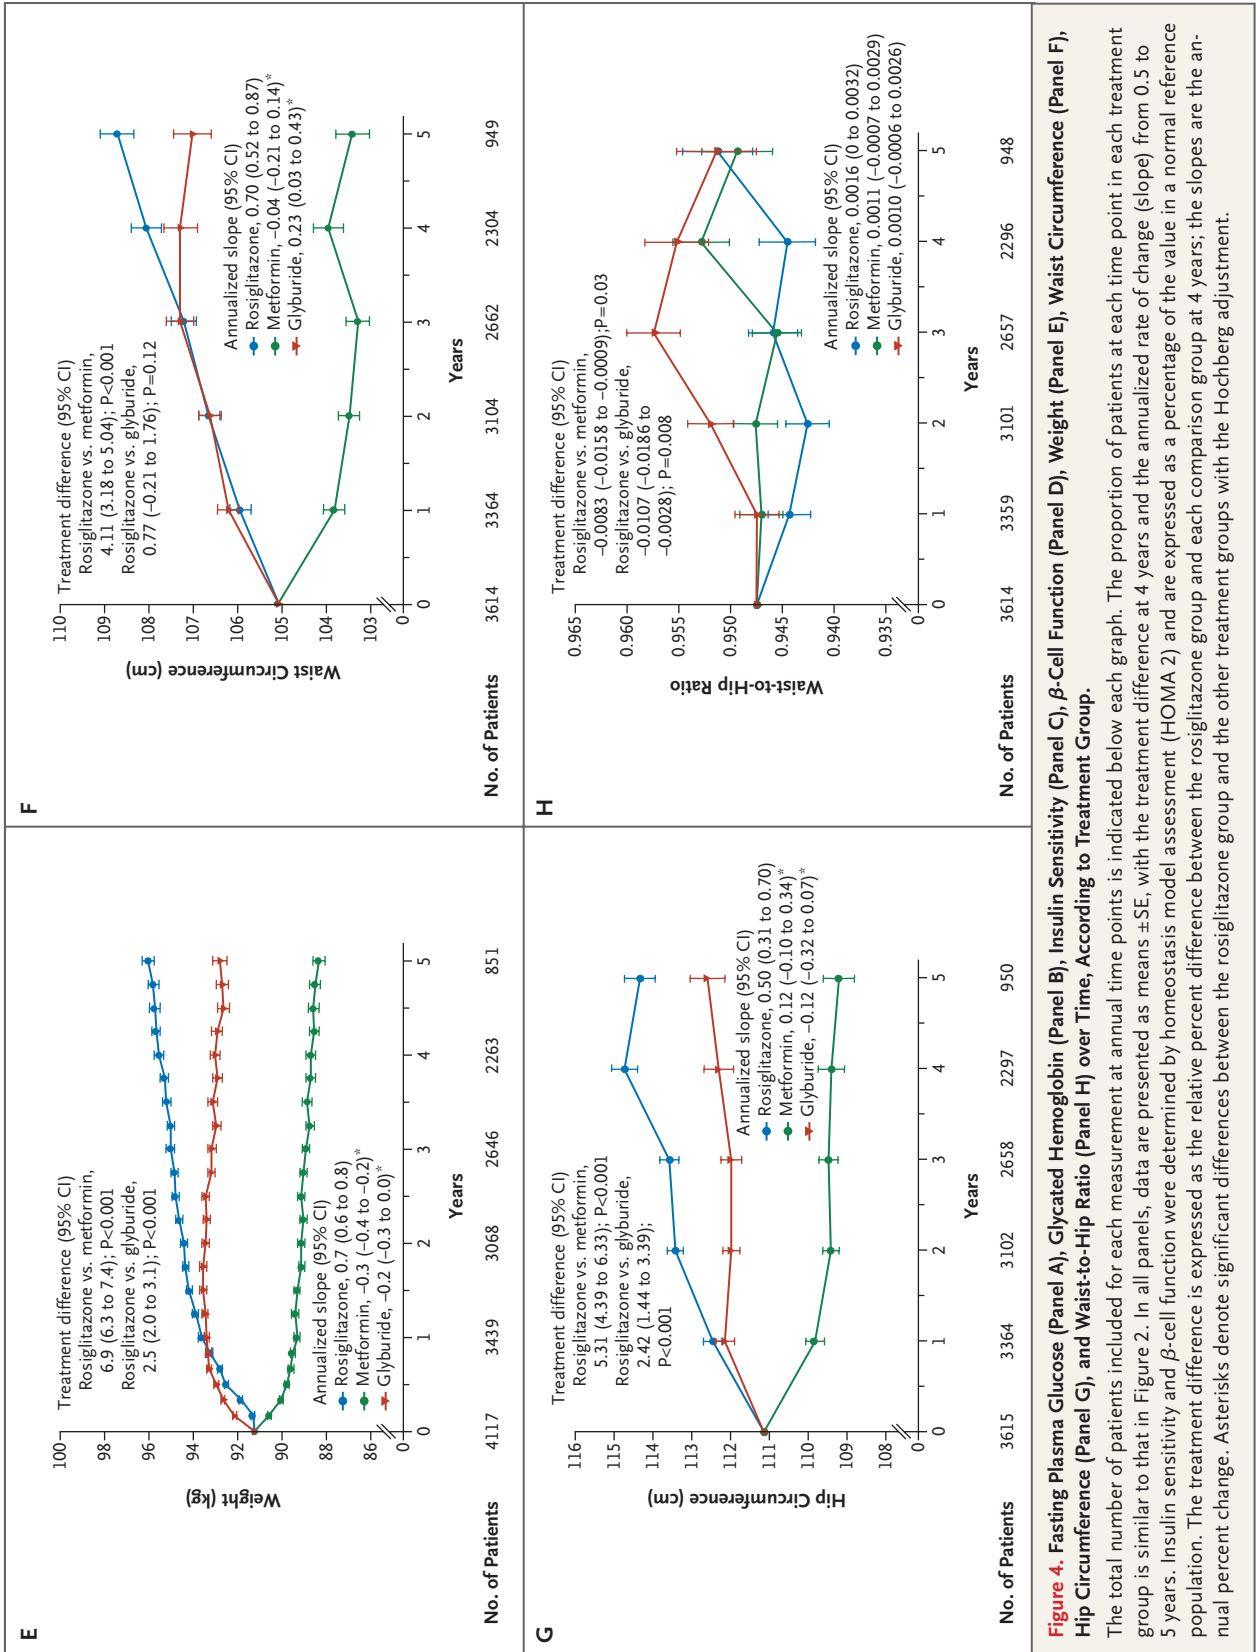 E
Weight (kg)
100
98
96
94
92
90
88
86
0
Treatment difference (95% CI)
Rosiglitazone vs. metformin,
6.9 (6.3 to 7.4); P<0.001
Rosiglitazone vs. glyburide,
2.5 (2.0 to 3.1); P<0.001
Annualized slope (95% CI)
Rosiglitazone, 0.7 (0.6 to 0.8)
Metformin, –0.3 (–0.4 to –0.2)*
Glyburide, –0.2 (–0.3 to 0.0)*
0 1 2 3 4 5
Years
No. of Patients 4117 3439 3068 2646 2263 851
F
Waist Circumference (cm)
110
109
108
107
106
105
104
103
0
Treatment difference (95% CI)
Rosiglitazone vs. metformin,
4.11 (3.18 to 5.04); P<0.001
Rosiglitazone vs. glyburide,
0.77 (–0.21 to 1.76); P=0.12
Annualized slope (95% CI)
Rosiglitazone, 0.70 (0.52 to 0.87)
Metformin, –0.04 (–0.21 to 0.14)*
Glyburide, 0.23 (0.03 to 0.43)*
0 1 2 3 4 5
Years
No. of Patients 3614 3364 3104 2662 2304 949
G
Hip Circumference (cm)
116
115
114
113
112
111
110
109
108
0
Treatment difference (95% CI)
Rosiglitazone vs. metformin,
5.31 (4.39 to 6.33); P<0.001
Rosiglitazone vs. glyburide,
2.42 (1.44 to 3.39);
P<0.001
Annualized slope (95% CI)
Rosiglitazone, 0.50 (0.31 to 0.70)
Metformin, 0.12 (–0.10 to 0.34)*
Glyburide, –0.12 (–0.32 to 0.07)*
0 1 2 3 4 5
Years
No. of Patients 3615 3364 3102 2658 2297 950
H
Waist-to-Hip Ratio
0.965
0.960
0.955
0.950
0.945
0.940
0.935
0
Treatment difference (95% CI)
Rosiglitazone vs. metformin,
–0.0083 (–0.0158 to –0.0009);P=0.03
Rosiglitazone vs. glyburide,
–0.0107 (–0.0186 to
–0.0028); P=0.008
Annualized slope (95% CI)
Rosiglitazone, 0.0016 (0 to 0.0032)
Metformin, 0.0011 (–0.0007 to 0.0029)
Glyburide, 0.0010 (–0.0006 to 0.0026)
0 1 2 3 4 5
Years
No. of Patients 3614 3359 3101 2657 2296 948
Figure 4. Fasting Plasma Glucose (Panel A), Glycated Hemoglobin (Panel B), Insulin Sensitivity (Panel C), β-Cell Function (Panel D), Weight (Panel E), Waist Circumference (Panel F),
Hip Circumference (Panel G), and Waist-to-Hip Ratio (Panel H) over Time, According to Treatment Group.
The total number of patients included for each measurement at annual time points is indicated below each graph. The proportion of patients at each time point in each treatment
group is similar to that in Figure 2. In all panels, data are presented as means ±SE, with the treatment difference at 4 years and the annualized rate of change (slope) from 0.5 to
5 years. Insulin sensitivity and β-cell function were determined by homeostasis model assessment (HOMA 2) and are expressed as a percentage of the value in a normal reference
population. The treatment difference is expressed as the relative percent difference between the rosiglitazone group and each comparison group at 4 years; the slopes are the an-
nual percent change. Asterisks denote significant differences between the rosiglitazone group and the other treatment groups with the Hochberg adjustment.